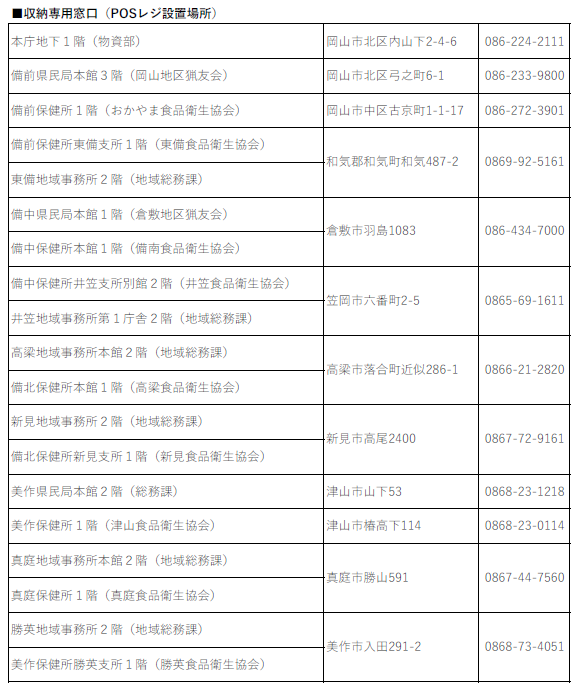 ■収納専用窓口（POSレジ設置場所）
本庁地下１階（物資部） 岡山市北区内山下2-4-6 086-224-2111
備前県民局本館３階（岡山地区猟友会） 岡山市北区弓之町6-1 086-233-9800
備前保健所１階（おかやま食品衛生協会） 岡山市中区古京町1-1-17 086-272-3901
備前保健所東備支所１階（東備食品衛生協会）
和気郡和気町和気487-2 0869-92-5161
東備地域事務所２階（地域総務課）
備中県民局本館１階（倉敷地区猟友会）
倉敷市羽島1083 086-434-7000
備中保健所本館１階（備南食品衛生協会）
備中保健所井笠支所別館２階（井笠食品衛生協会）
笠岡市六番町2-5 0865-69-1611
井笠地域事務所第１庁舎２階（地域総務課）
高梁地域事務所本館２階（地域総務課）
高梁市落合町近似286-1 0866-21-2820
備北保健所本館１階（高梁食品衛生協会）
新見地域事務所２階（地域総務課）
新見市高尾2400 0867-72-9161
備北保健所新見支所１階（新見食品衛生協会）
美作県民局本館２階（総務課） 津山市山下53 0868-23-1218
美作保健所１階（津山食品衛生協会） 津山市椿高下114 0868-23-0114
真庭地域事務所本館２階（地域総務課）
真庭市勝山591 0867-44-7560
真庭保健所１階（真庭食品衛生協会）
勝英地域事務所２階（地域総務課）
美作市入田291-2 0868-73-4051
美作保健所勝英支所１階（勝英食品衛生協会）